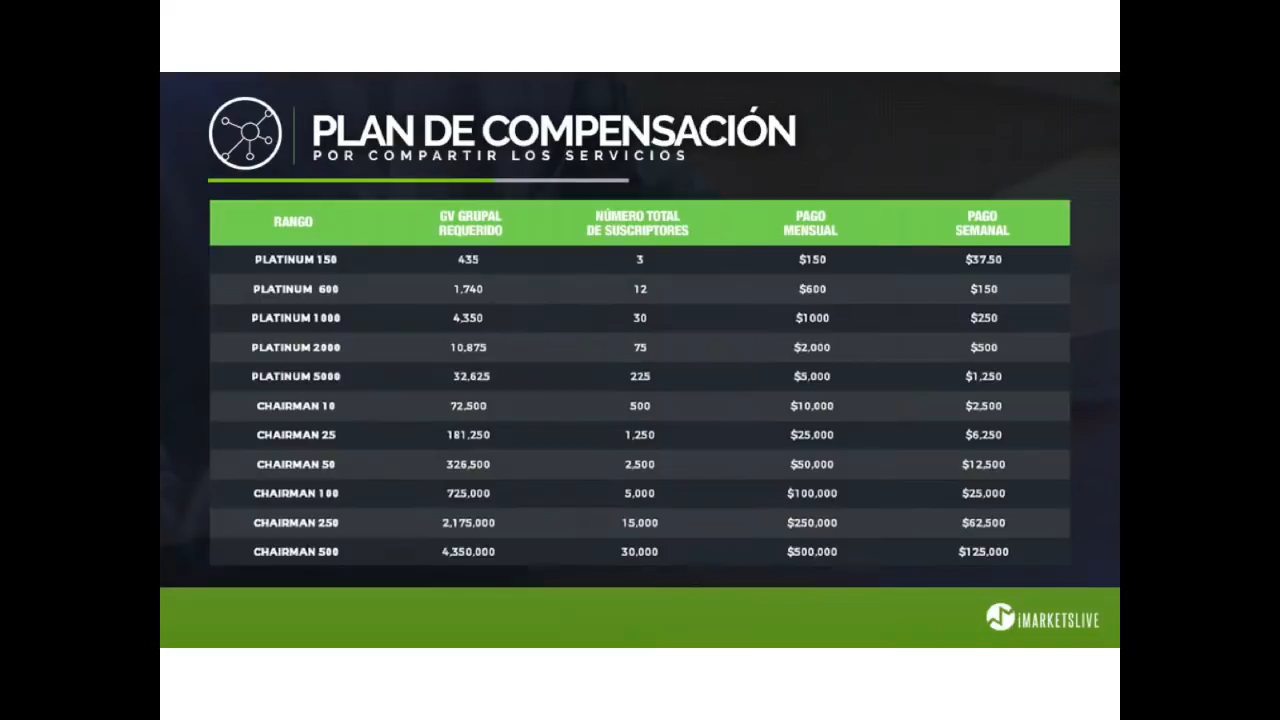 PLAN DE COMPENSACIÓN
POR COMPARTIR LOS SERVICIOS
RANGO GV GRUPAL REQUERIDO NÚMERO TOTAL DE SUSCRIPTORES PAGO MENSUAL PAGO SEMANAL
PLATINUM 150 435 3 $150 $37.50
PLATINUM 600 1,740 12 $600 $150
PLATINUM 1000 4,350 30 $1000 $250
PLATINUM 2000 10,875 75 $2,000 $500
PLATINUM 5000 32,625 225 $5,000 $1,250
CHAIRMAN 10 72,500 500 $10,000 $2,500
CHAIRMAN 25 181,250 1,250 $25,000 $6,250
CHAIRMAN 50 326,500 2,500 $50,000 $12,500
CHAIRMAN 100 725,000 5,000 $100,000 $25,000
CHAIRMAN 250 2,175,000 15,000 $250,000 $62,500
CHAIRMAN 500 4,350,000 30,000 $500,000 $125,000
iMARKETSLIVE